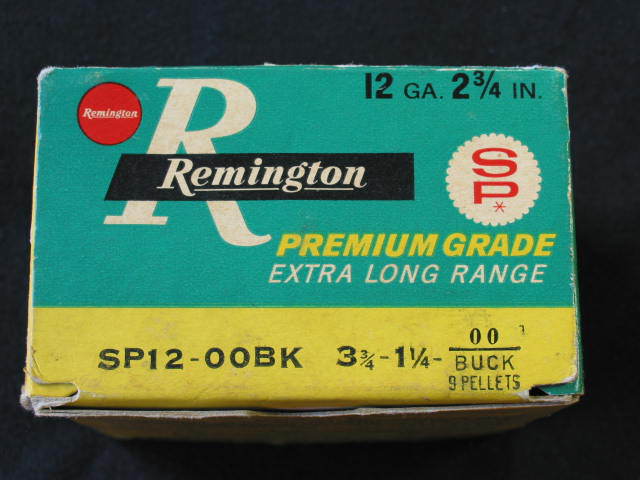 12 GA. 2¾ IN.
Remington
R
Remington
SP*
PREMIUM GRADE
EXTRA LONG RANGE
SP12-00BK 3¾-1¼-
00
BUCK
9 PELLETS